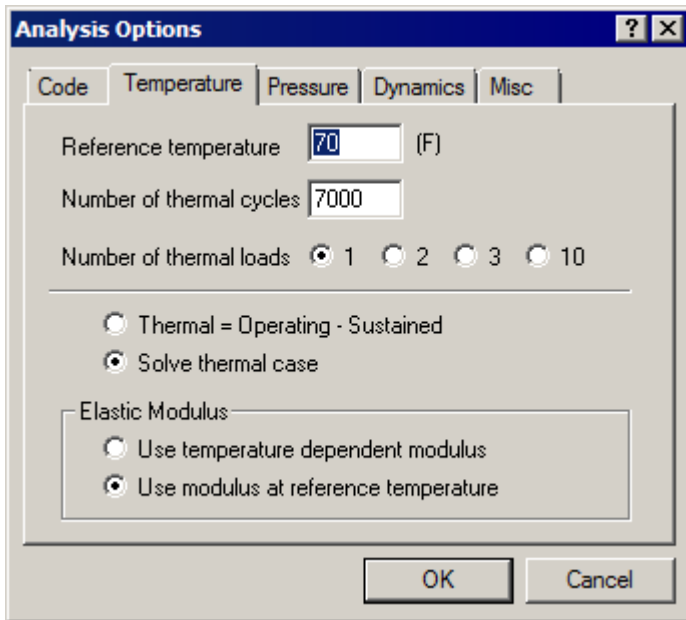 Analysis Options
Code Temperature Pressure Dynamics Misc
Reference temperature 70 (F)
Number of thermal cycles 7000
Number of thermal loads 1 2 3 10
Thermal = Operating - Sustained
Solve thermal case
Elastic Modulus
Use temperature dependent modulus
Use modulus at reference temperature
OK Cancel